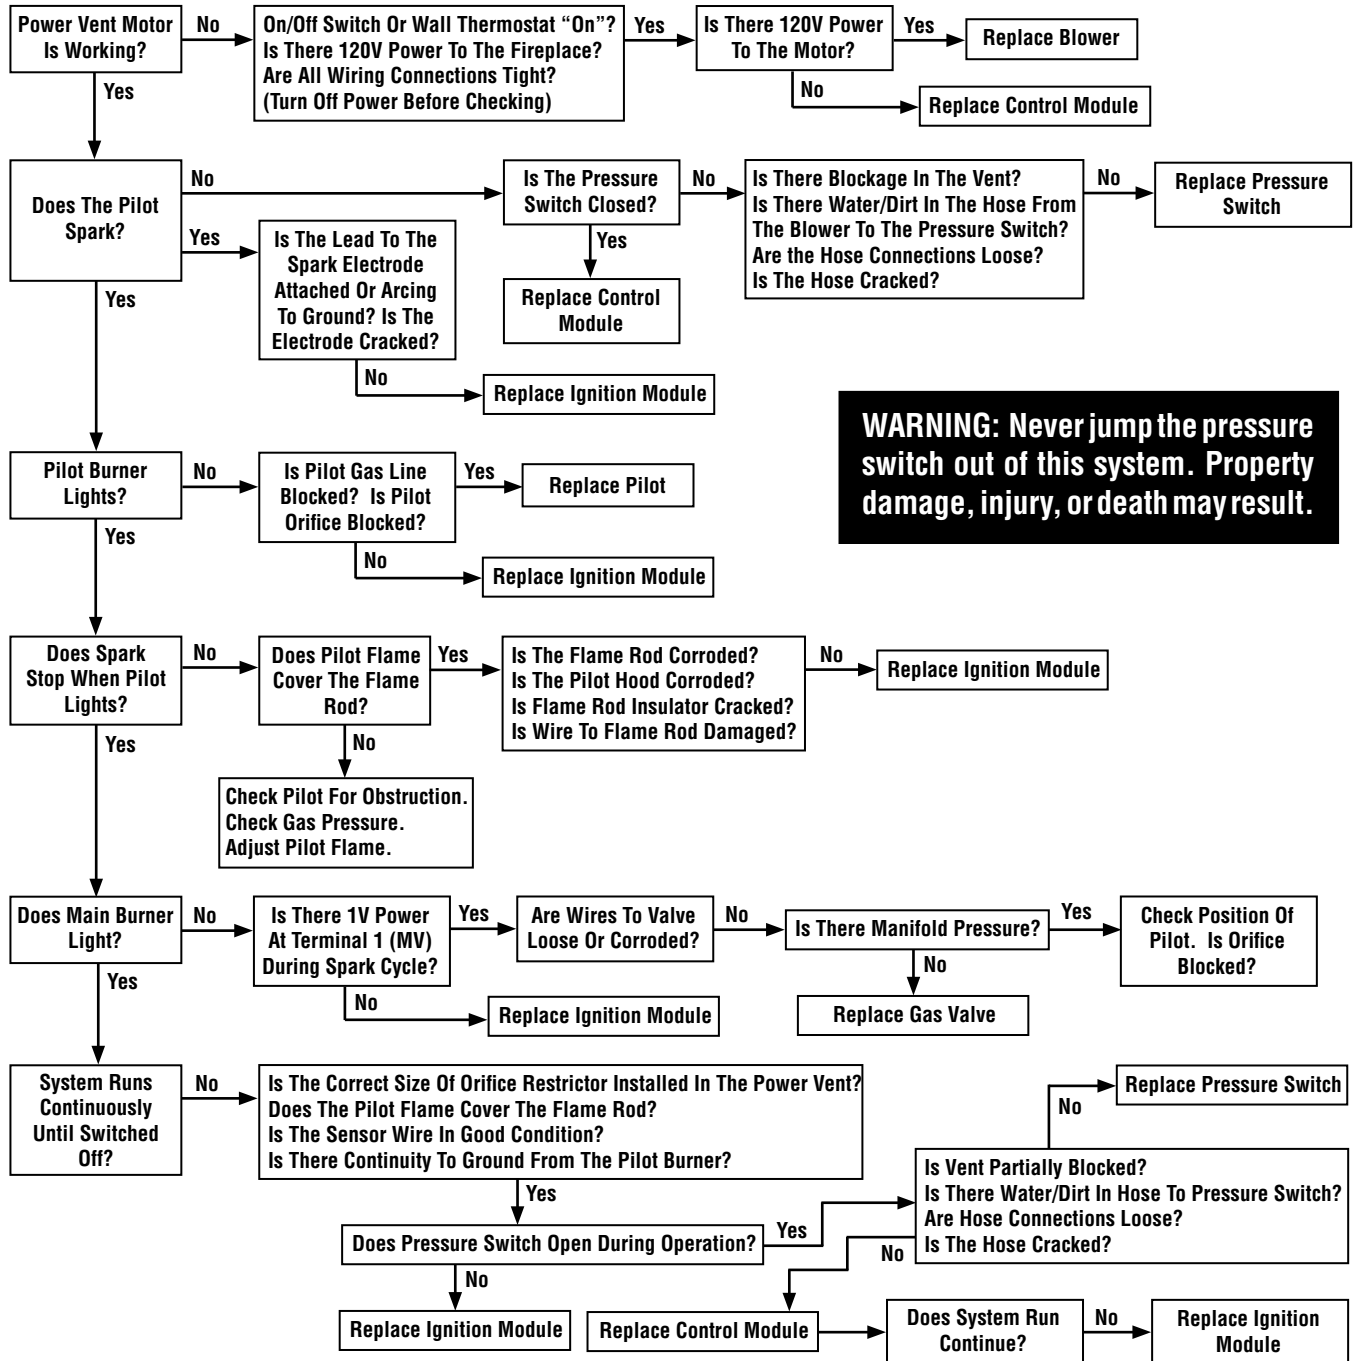 Power Vent Motor
Is Working?
No
On/Off Switch Or Wall Thermostat “On”?
Is There 120V Power To The Fireplace?
Are All Wiring Connections Tight?
(Turn Off Power Before Checking)
Yes
Is There 120V Power
To The Motor?
Yes
Replace Blower
No
Replace Control Module
Yes
Does The Pilot
Spark?
No
Is The Pressure
Switch Closed?
No
Is There Blockage In The Vent?
Is There Water/Dirt In The Hose From
The Blower To The Pressure Switch?
Are the Hose Connections Loose?
Is The Hose Cracked?
No
Replace Pressure
Switch
Yes
Is The Lead To The
Spark Electrode
Attached Or Arcing
To Ground? Is The
Electrode Cracked?
Yes
Replace Control
Module
No
Replace Ignition Module
Yes
WARNING: Never jump the pressure
switch out of this system. Property
damage, injury, or death may result.
Pilot Burner
Lights?
No
Is Pilot Gas Line
Blocked? Is Pilot
Orifice Blocked?
Yes
Replace Pilot
No
Replace Ignition Module
Yes
Does Spark
Stop When Pilot
Lights?
No
Does Pilot Flame
Cover The Flame
Rod?
Yes
Is The Flame Rod Corroded?
Is The Pilot Hood Corroded?
Is Flame Rod Insulator Cracked?
Is Wire To Flame Rod Damaged?
No
Replace Ignition Module
No
Check Pilot For Obstruction.
Check Gas Pressure.
Adjust Pilot Flame.
Yes
Does Main Burner
Light?
No
Is There 1V Power
At Terminal 1 (MV)
During Spark Cycle?
Yes
Are Wires To Valve
Loose Or Corroded?
No
Is There Manifold Pressure?
Yes
Check Position Of
Pilot. Is Orifice
Blocked?
No
Replace Ignition Module
No
Replace Gas Valve
Yes
System Runs
Continuously
Until Switched
Off?
No
Is The Correct Size Of Orifice Restrictor Installed In The Power Vent?
Does The Pilot Flame Cover The Flame Rod?
Is The Sensor Wire In Good Condition?
Is There Continuity To Ground From The Pilot Burner?
Yes
Does Pressure Switch Open During Operation?
Yes
Is Vent Partially Blocked?
Is There Water/Dirt In Hose To Pressure Switch?
Are Hose Connections Loose?
Is The Hose Cracked?
No
Replace Pressure Switch
No
Replace Ignition Module
No
Replace Control Module
Does System Run
Continue?
No
Replace Ignition
Module